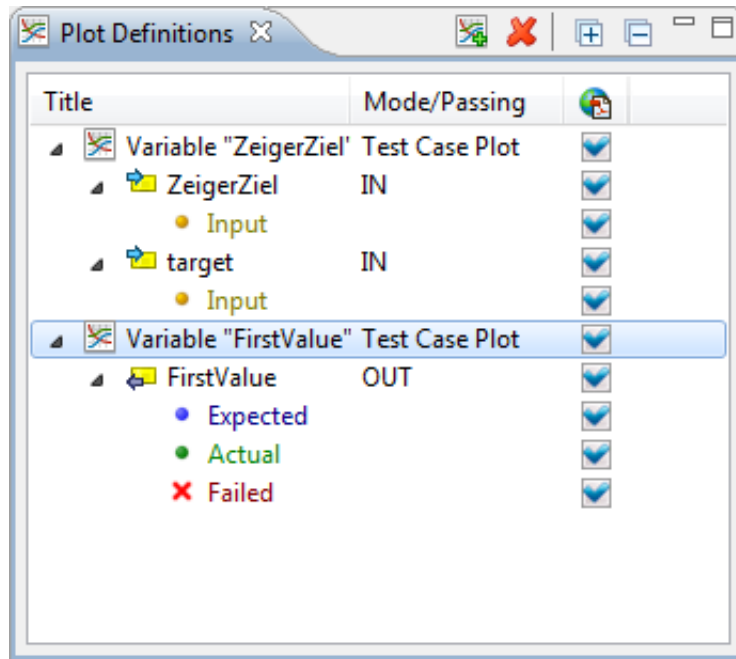 Plot Definitions
Title Mode/Passing
Variable "ZeigerZiel" Test Case Plot
ZeigerZiel IN
Input
target IN
Input
Variable "FirstValue" Test Case Plot
FirstValue OUT
Expected
Actual
Failed